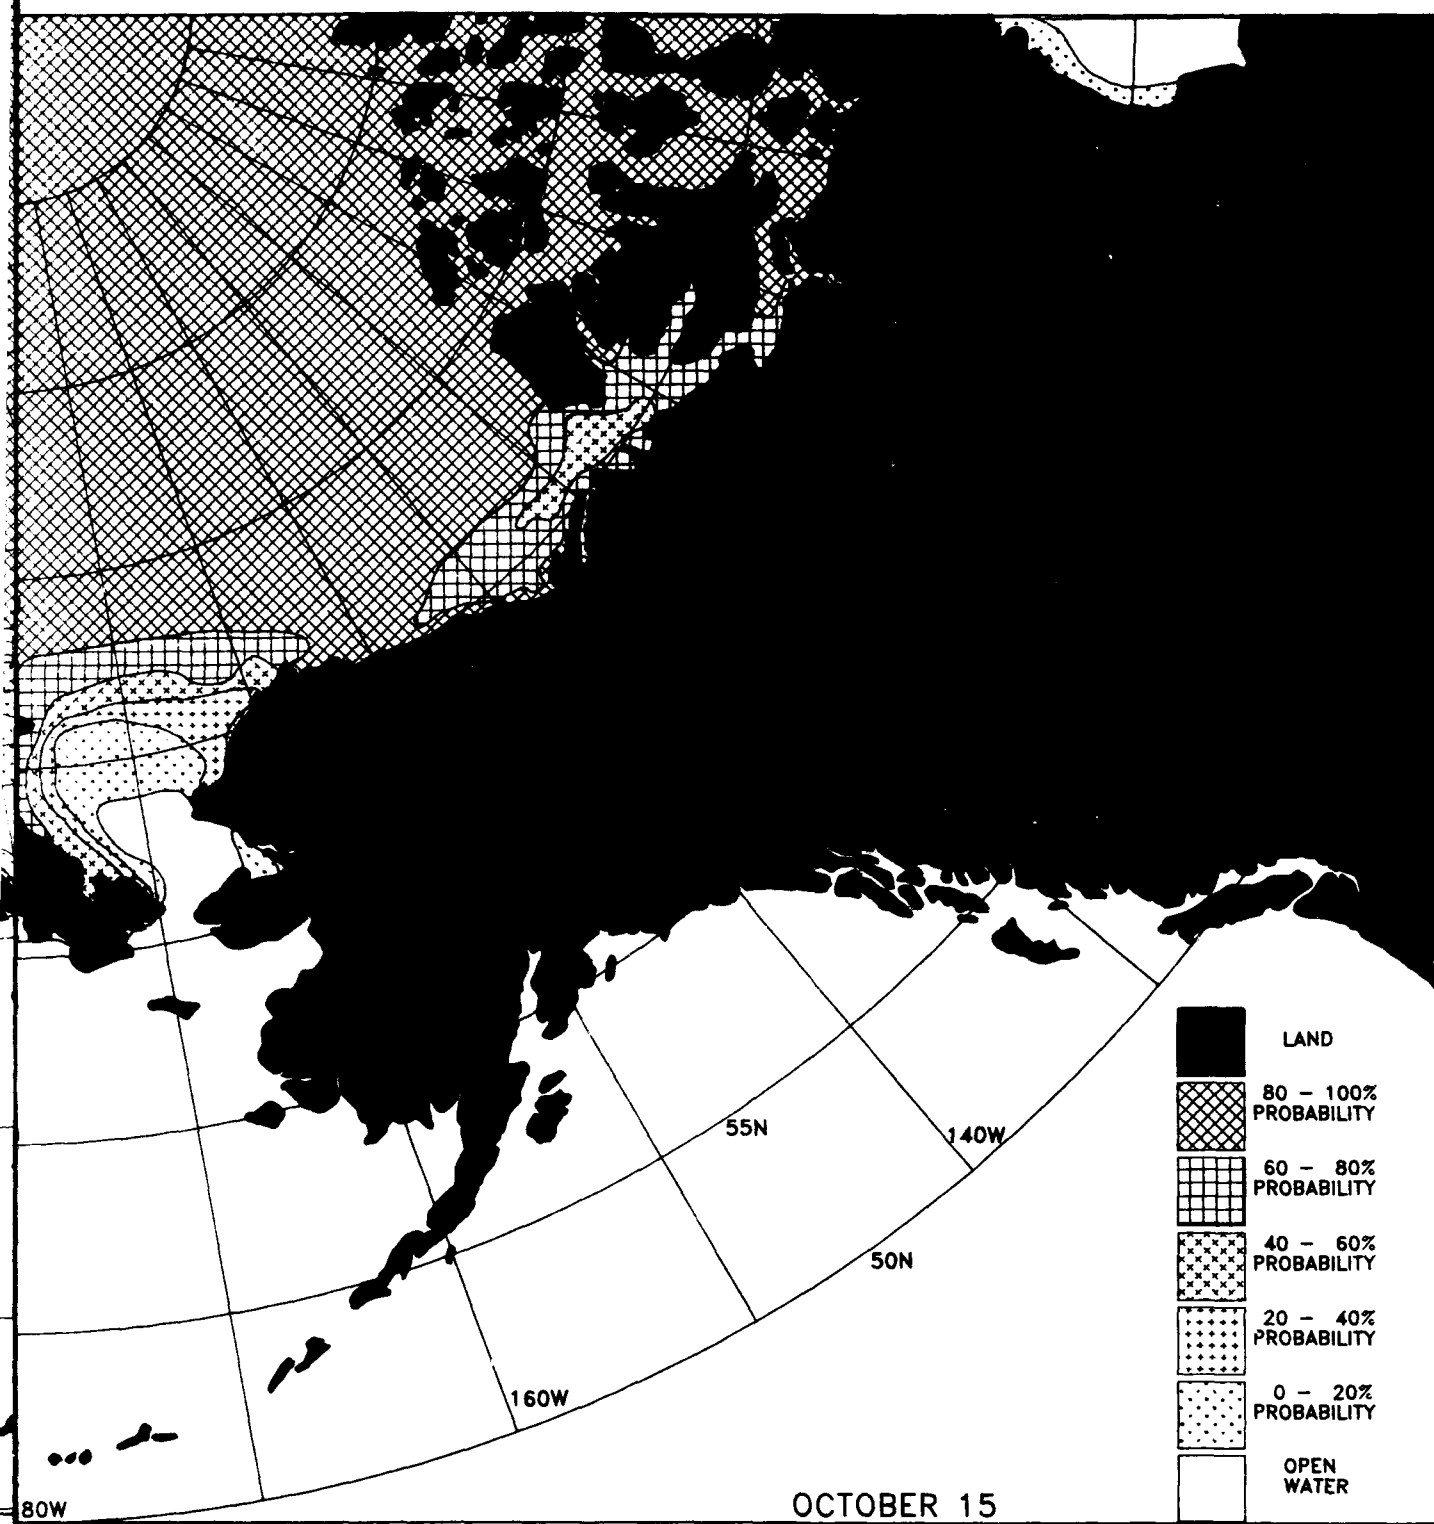 LAND
80 - 100%
PROBABILITY
60 - 80%
PROBABILITY
40 - 60%
PROBABILITY
20 - 40%
PROBABILITY
0 - 20%
PROBABILITY
OPEN
WATER
55N
140W
50N
160W
80W
OCTOBER 15